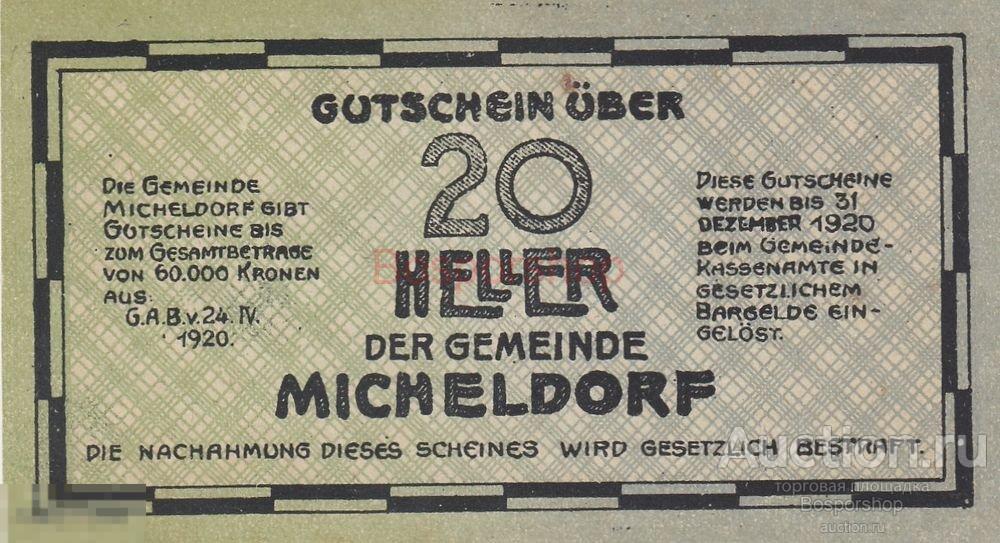 GUTSCHEIN ÜBER
20
HELLER
DER GEMEINDE
MICHELDORF
DIE GEMEINDE
MICHELDORF GIBT
GUTSCHEINE BIS
ZUM GESAMTBETRAGE
VON 60.000 KRONEN
AUS:
G.A.B.v.24.IV.
1920.
DIESE GUTSCHEINE
WERDEN BIS 31
DEZEMBER 1920
BEIM GEMEINDE-
KASSENAMTE IN
GESETZLICHEM
BARGELDE EIN-
GELÖST.
DIE NACHAHMUNG DIESES SCHEINES WIRD GESETZLICH BESTRAFT.
Bosporshop
Auction.ru
торговая площадка
Bosporshop
auction.ru